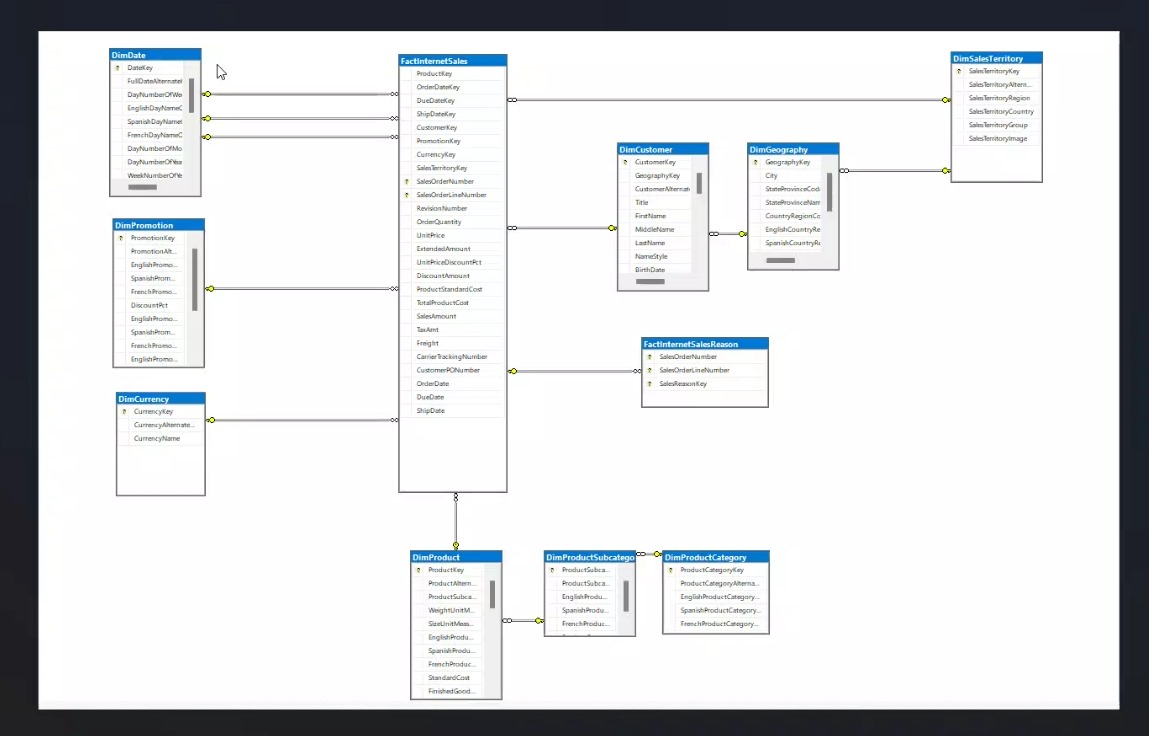 DimDate
DateKey
FullDateAlternateK
DayNumberOfWe
EnglishDayNameO
SpanishDayNameO
FrenchDayNameO
DayNumberOfMo
DayNumberOfYea
WeekNumberOfYe
DimPromotion
PromotionKey
PromotionAlt...
EnglishPromo...
SpanishProm...
FrenchPromo...
DiscountPct
EnglishPromo...
SpanishProm...
FrenchPromo...
EnglishPromo...
DimCurrency
CurrencyKey
CurrencyAlternate...
CurrencyName
FactInternetSales
ProductKey
OrderDateKey
DueDateKey
ShipDateKey
CustomerKey
PromotionKey
CurrencyKey
SalesTerritoryKey
SalesOrderNumber
SalesOrderLineNumber
RevisionNumber
OrderQuantity
UnitPrice
ExtendedAmount
UnitPriceDiscountPct
DiscountAmount
ProductStandardCost
TotalProductCost
SalesAmount
TaxAmt
Freight
CarrierTrackingNumber
CustomerPONumber
OrderDate
DueDate
ShipDate
DimCustomer
CustomerKey
GeographyKey
CustomerAlternat
Title
FirstName
MiddleName
LastName
NameStyle
BirthDate
DimGeography
GeographyKey
City
StateProvinceCod
StateProvinceNam
CountryRegionCo
EnglishCountryRe
SpanishCountryRe
DimSalesTerritory
SalesTerritoryKey
SalesTerritoryAltern...
SalesTerritoryRegion
SalesTerritoryCountry
SalesTerritoryGroup
SalesTerritoryImage
FactInternetSalesReason
SalesOrderNumber
SalesOrderLineNumber
SalesReasonKey
DimProduct
ProductKey
ProductAltern...
ProductSubca...
WeightUnitM...
SizeUnitMeas...
EnglishProdu...
SpanishProdu...
FrenchProduc...
StandardCost
FinishedGood...
DimProductSubcatego
ProductSubca...
ProductSubca...
EnglishProdu...
SpanishProdu...
FrenchProduc...
DimProductCategory
ProductCategoryKey
ProductCategoryAlterna...
EnglishProductCategory...
SpanishProductCategory...
FrenchProductCategory...